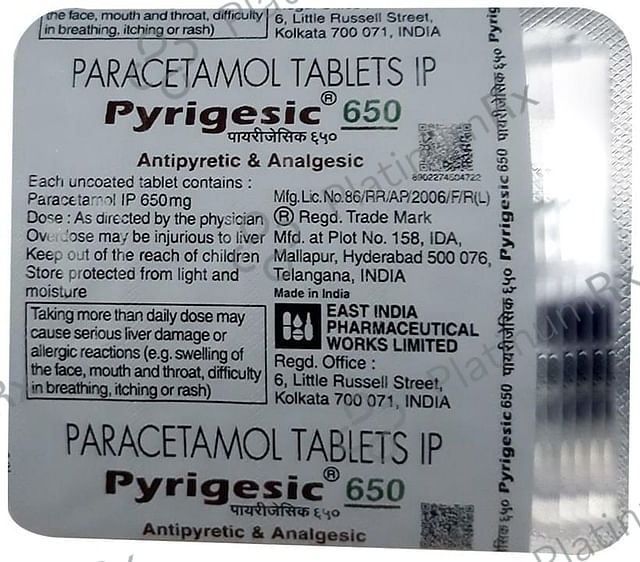 the face, mouth and throat, difficulty
in breathing, itching or rash)
6, Little Russell Street,
Kolkata 700 071, INDIA
PARACETAMOL TABLETS IP
Pyrigesic® 650
पायरीजेसिक ६५०
Antipyretic & Analgesic
8902274504722
Each uncoated tablet contains :
Paracetamol IP 650mg
Dose : As directed by the physician
Overdose may be injurious to liver
Keep out of the reach of children
Store protected from light and
moisture
Taking more than daily dose may
cause serious liver damage or
allergic reactions (e.g. swelling of
the face, mouth and throat, difficulty
in breathing, itching or rash)
Mfg.Lic.No.86/RR/AP/2006/F/R(L)
® Regd. Trade Mark
Mfd. at Plot No. 158, IDA,
Mallapur, Hyderabad 500 076,
Telangana, INDIA
Made in India
EAST INDIA
PHARMACEUTICAL
WORKS LIMITED
Regd. Office :
6, Little Russell Street,
Kolkata 700 071, INDIA
PARACETAMOL TABLETS IP
Pyrigesic® 650
पायरीजेसिक ६५०
Antipyretic & Analgesic
Pyrigesic 650 पायरीजेसिक ६५० Pyrigesic 650 पायरीजेसिक ६५०
PlatinumRx